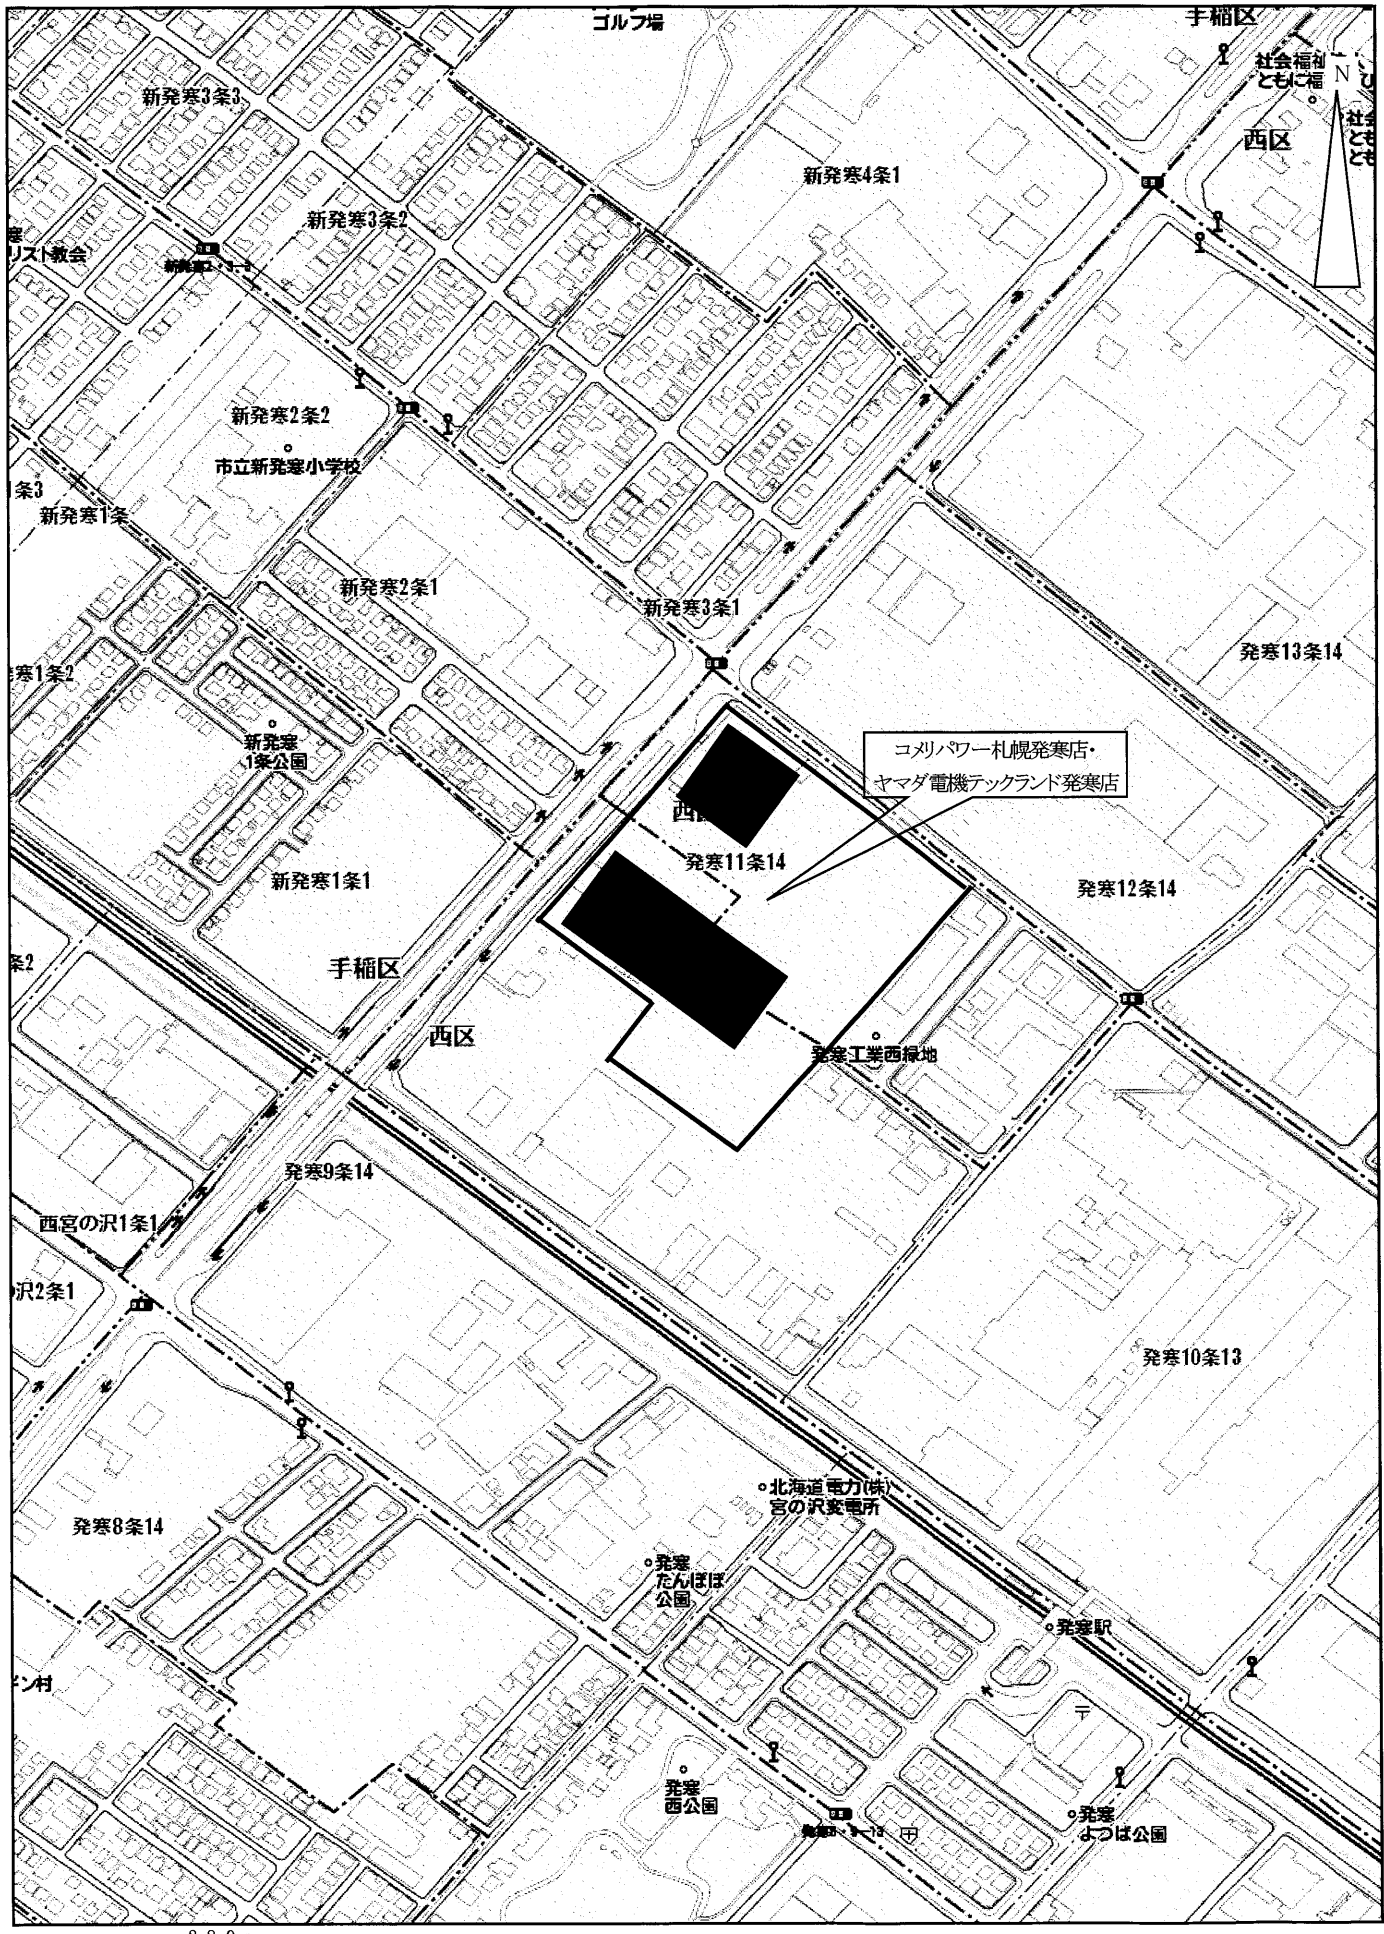 ゴルフ場
手稲区
社会福祉
ともに福
N
ひ
社会
とも
とも
西区
新発寒3条3
新発寒4条1
新発寒3条2
寒
リスト教会
新発寒2条2
市立新発寒小学校
条3
新発寒1条
新発寒2条1
新発寒3条1
発寒13条14
寒1条2
新発寒
1条公園
コメリパワー札幌発寒店・
ヤマダ電機テックランド発寒店
西
発寒11条14
新発寒1条1
発寒12条14
条2
手稲区
西区
発寒工業西緑地
発寒9条14
西宮の沢1条1
沢2条1
発寒10条13
北海道電力(株)
宮の沢変電所
発寒8条14
発寒
たんぽぽ
公園
発寒駅
ン村
〒
発寒
西公園
発寒
よつば公園